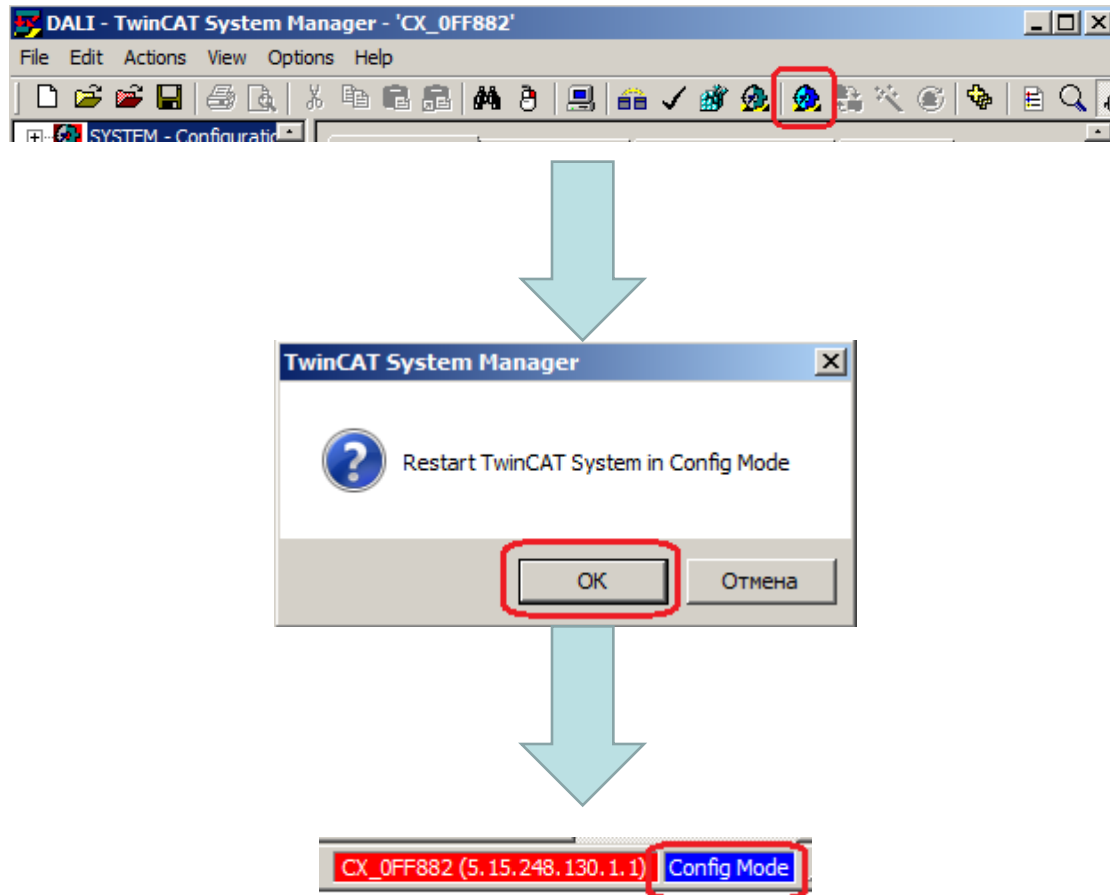 DALI - TwinCAT System Manager - 'CX_0FF882'
File Edit Actions View Options Help
SYSTEM - Configuratio
TwinCAT System Manager
Restart TwinCAT System in Config Mode
OK Отмена
CX_0FF882 (5.15.248.130.1.1) Config Mode